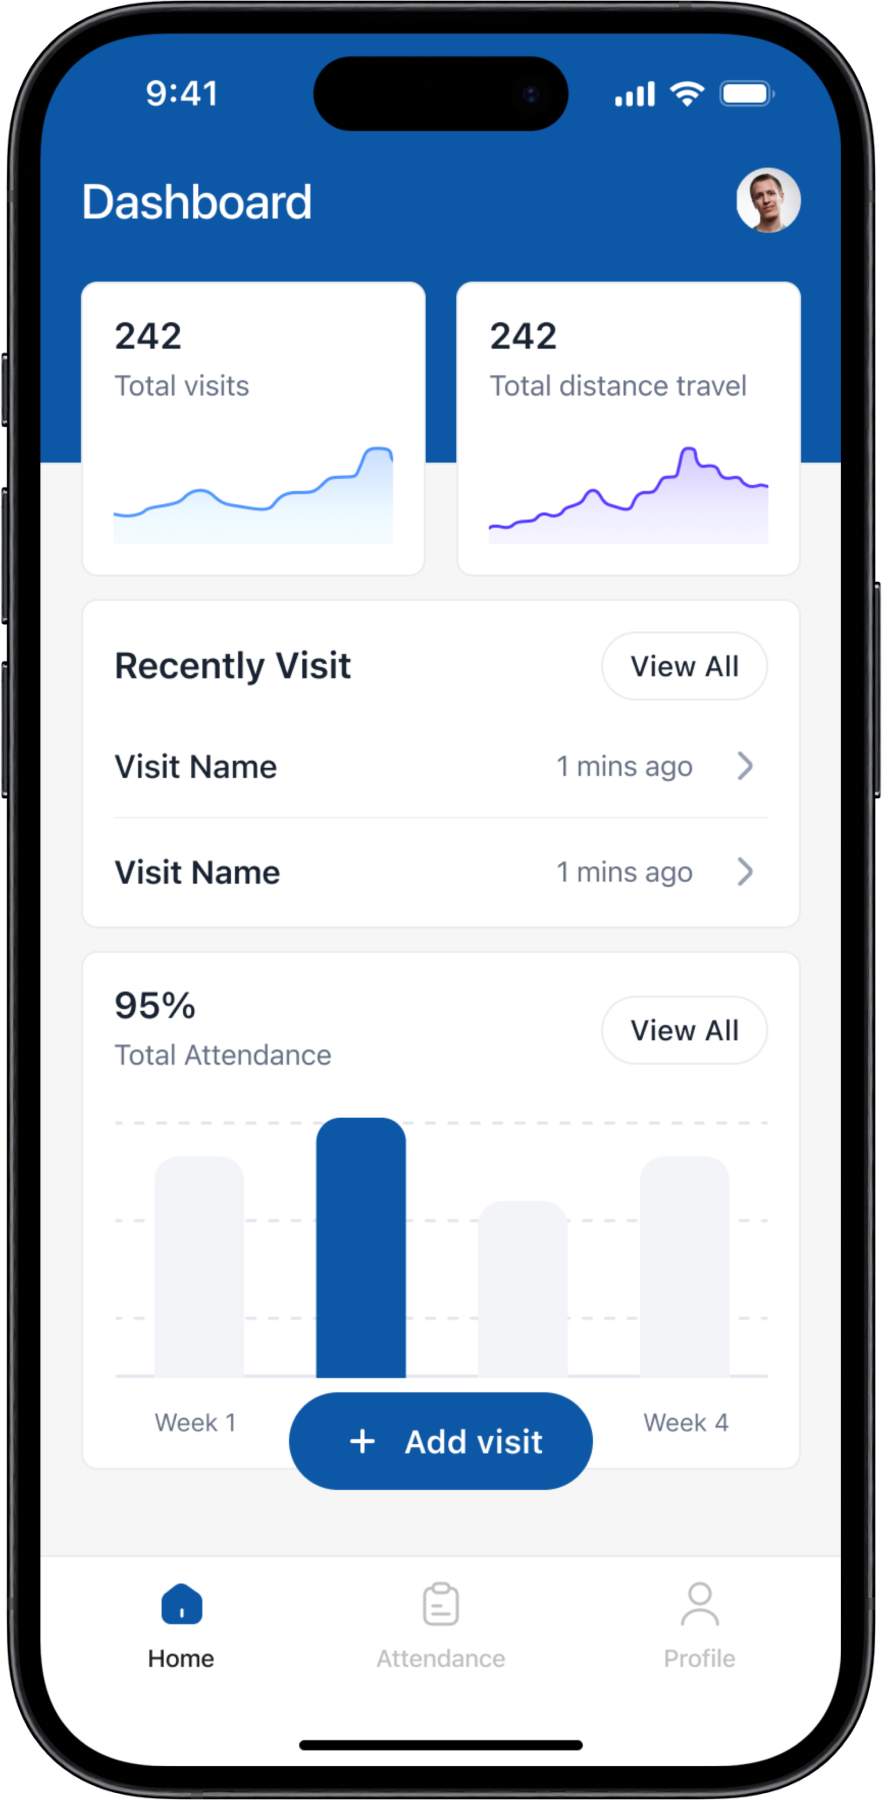 9:41
Dashboard
242
Total visits
242
Total distance travel
Recently Visit
View All
Visit Name
1 mins ago
Visit Name
1 mins ago
95%
Total Attendance
View All
Week 1
Week 4
+ Add visit
Home
Attendance
Profile